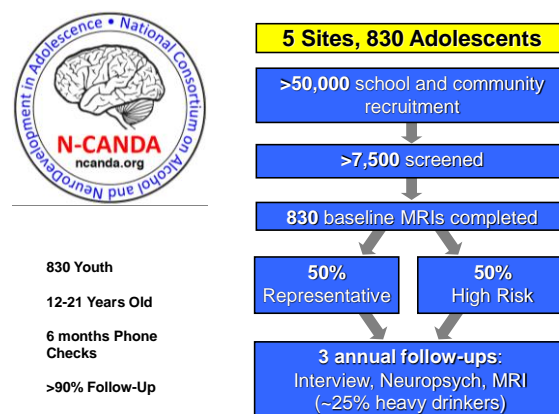 National Consortium on Alcohol and NeuroDevelopment in Adolescence •
N-CANDA
ncanda.org
830 Youth
12-21 Years Old
6 months Phone
Checks
>90% Follow-Up
5 Sites, 830 Adolescents
>50,000 school and community
recruitment
>7,500 screened
830 baseline MRIs completed
50%
Representative
50%
High Risk
3 annual follow-ups:
Interview, Neuropsych, MRI
(~25% heavy drinkers)